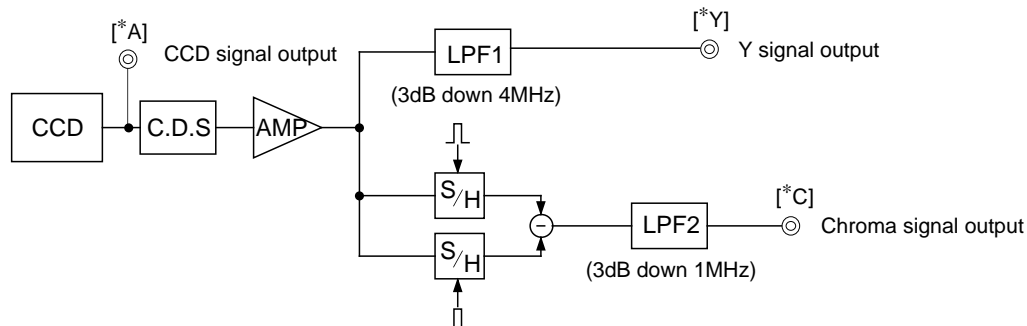 [*A]
CCD signal output
[*Y]
Y signal output
LPF1
(3dB down 4MHz)
CCD
C.D.S
AMP
S/H
[*C]
LPF2
Chroma signal output
(3dB down 1MHz)
S/H